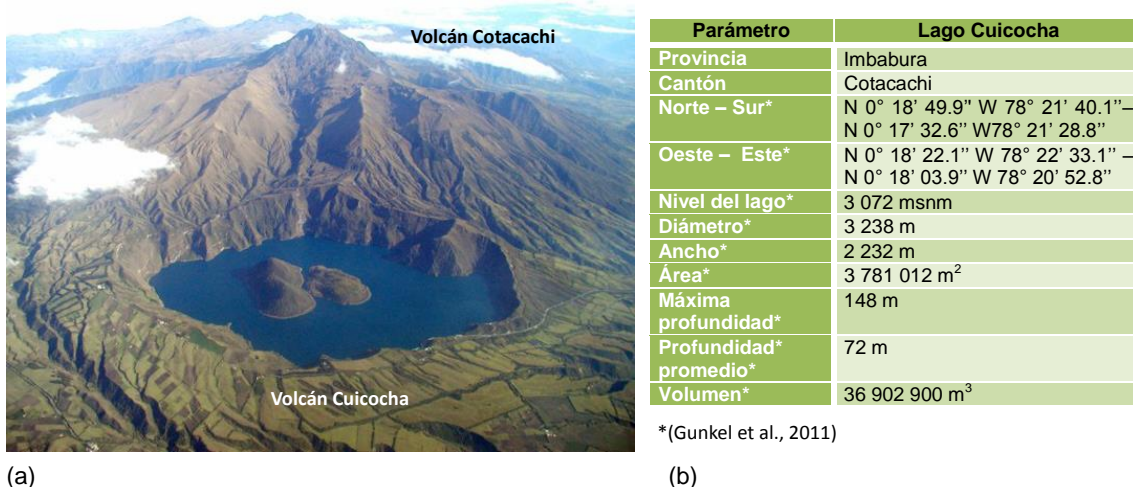 Volcán Cotacachi
Volcán Cuicocha
(a)
Parámetro Lago Cuicocha
Provincia Imbabura
Cantón Cotacachi
Norte – Sur* N 0° 18’ 49.9’’ W 78° 21’ 40.1’’–
N 0° 17’ 32.6’’ W78° 21’ 28.8’’
Oeste – Este* N 0° 18’ 22.1’’ W 78° 22’ 33.1’’ –
N 0° 18’ 03.9’’ W 78° 20’ 52.8’’
Nivel del lago* 3 072 msnm
Diámetro* 3 238 m
Ancho* 2 232 m
Área* 3 781 012 m²
Máxima 148 m
profundidad*
Profundidad* 72 m
promedio*
Volumen* 36 902 900 m³
*(Gunkel et al., 2011)
(b)